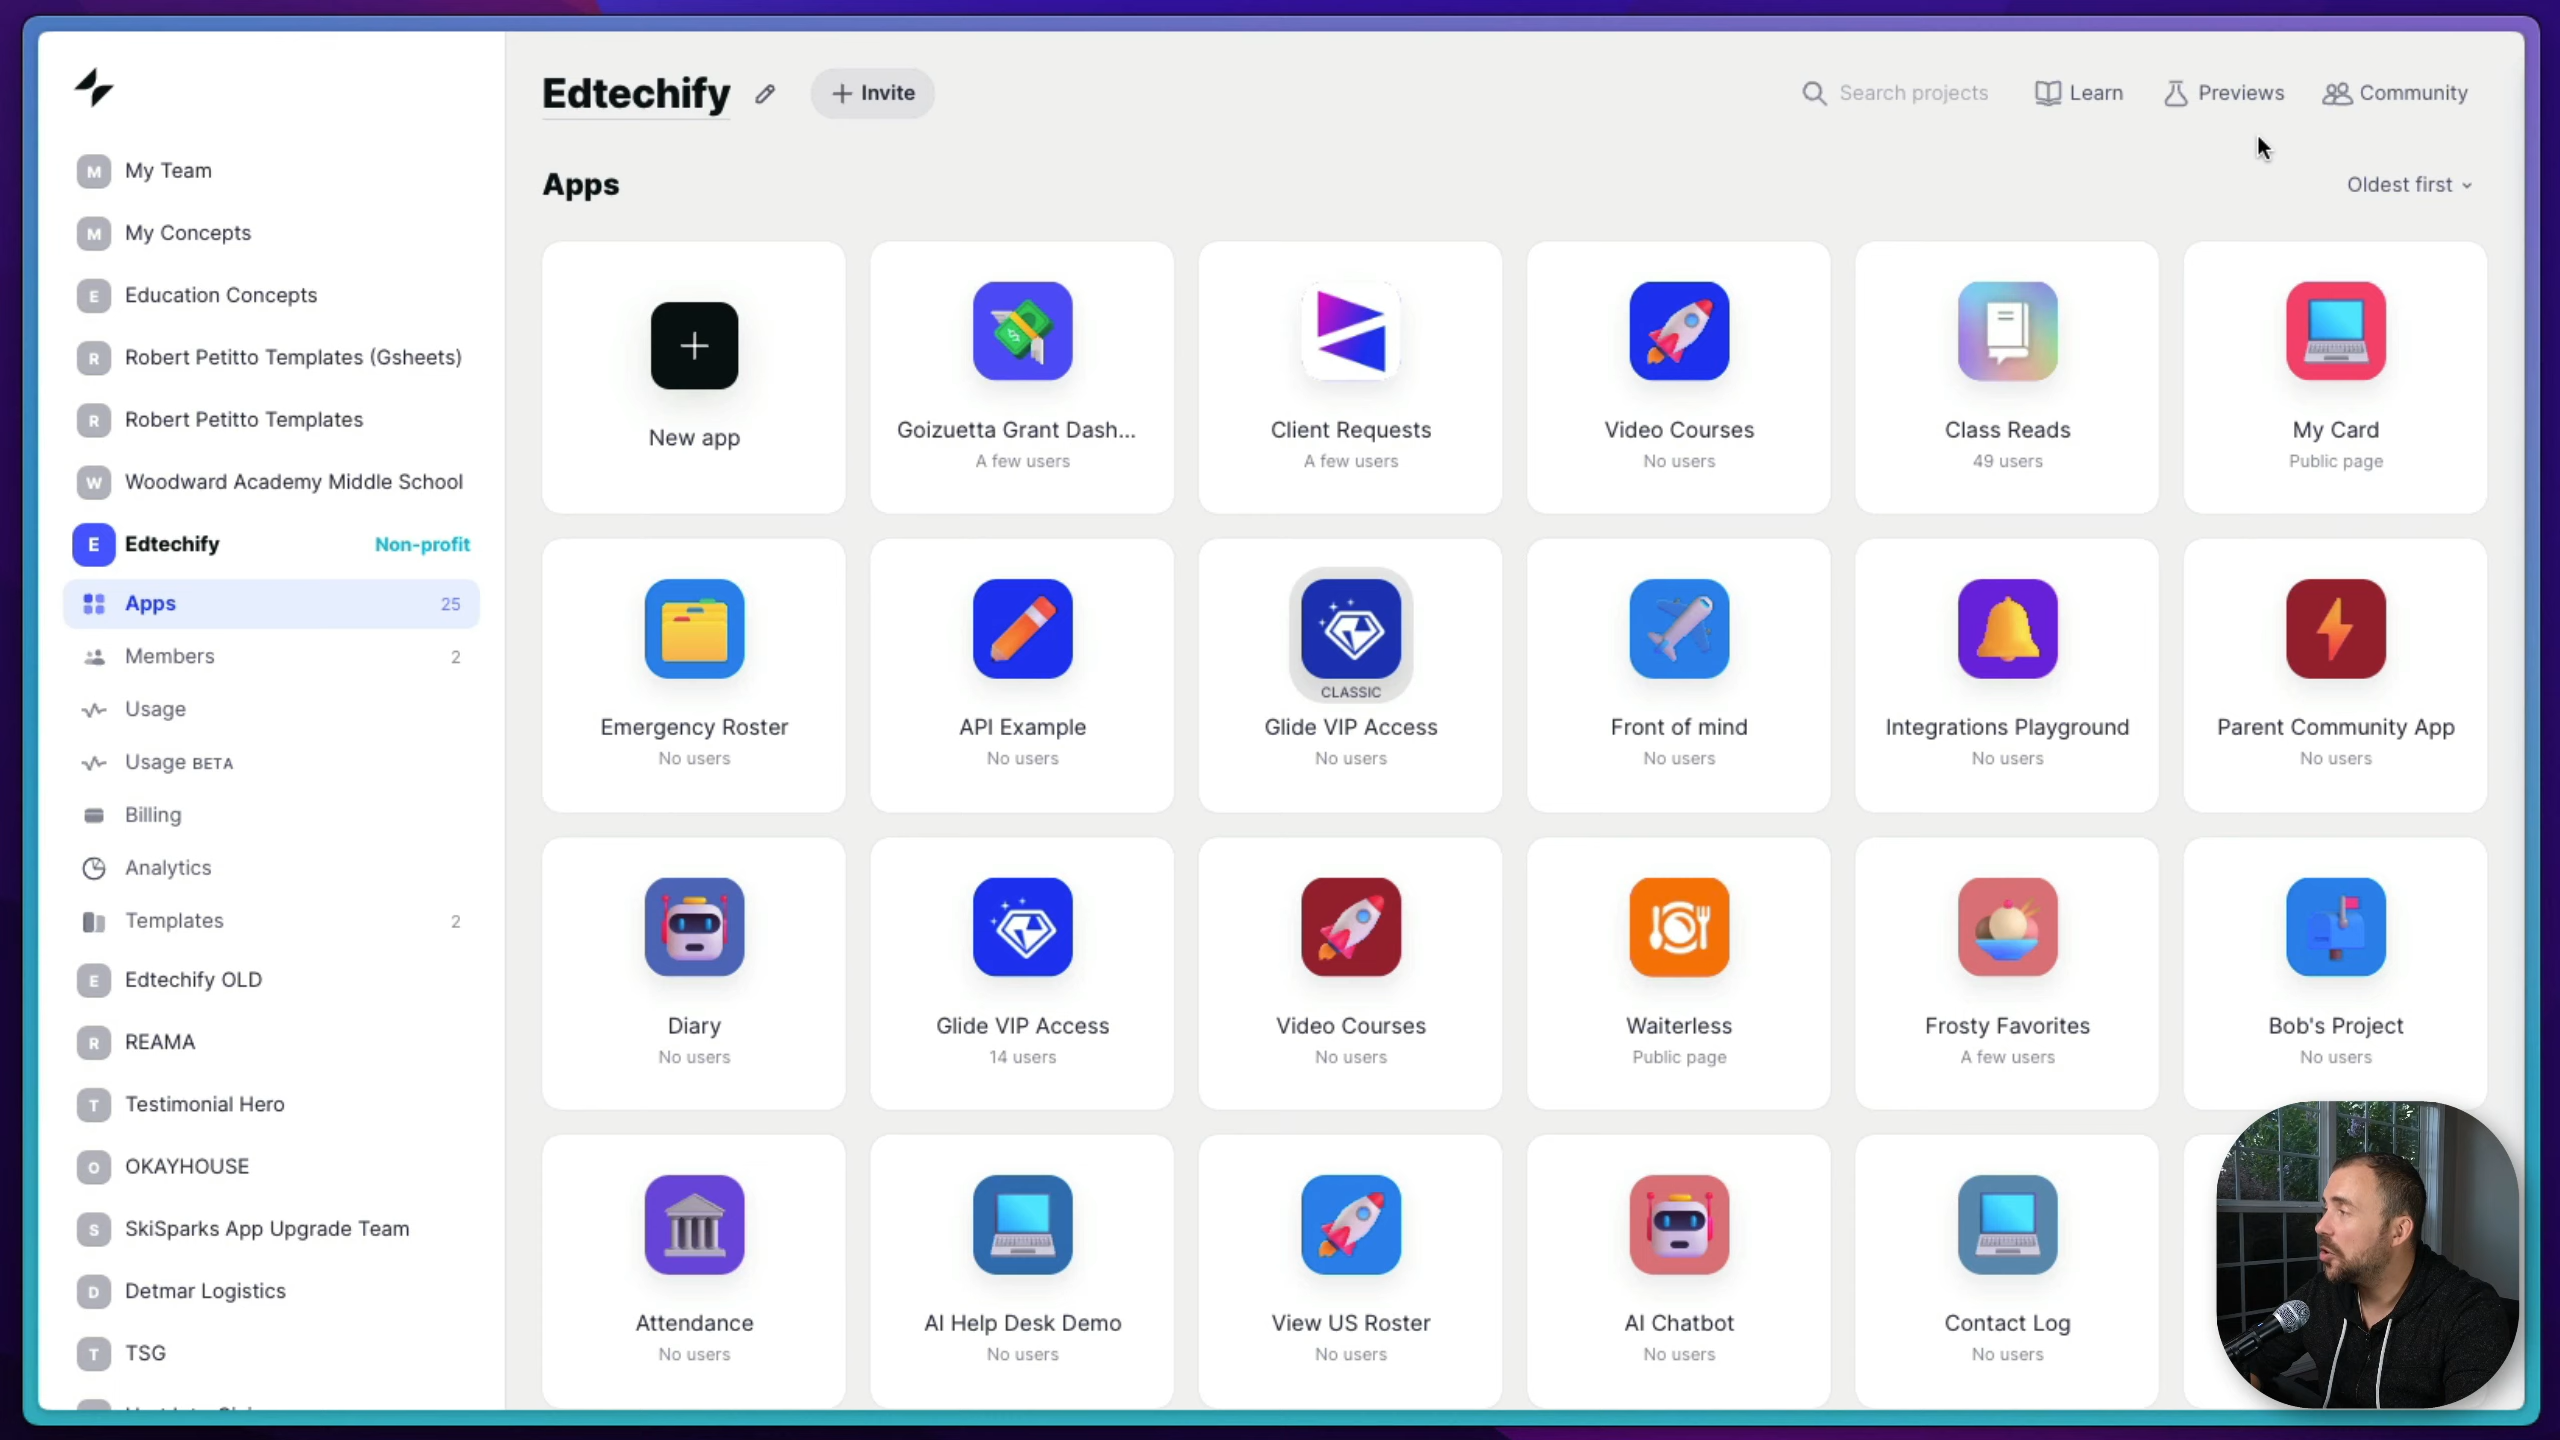 M My Team
M My Concepts
E Education Concepts
R Robert Petitto Templates (Gsheets)
R Robert Petitto Templates
W Woodward Academy Middle School
E Edtechify Non-profit
Apps 25
Members 2
Usage
Usage BETA
Billing
Analytics
Templates 2
E Edtechify OLD
R REAMA
T Testimonial Hero
O OKAYHOUSE
S SkiSparks App Upgrade Team
D Detmar Logistics
T TSG
Edtechify
+ Invite
Search projects
Learn
Previews
Community
Apps
Oldest first
New app
Goizuetta Grant Dash...
A few users
Client Requests
A few users
Video Courses
No users
Class Reads
49 users
My Card
Public page
Emergency Roster
No users
API Example
No users
CLASSIC
Glide VIP Access
No users
Front of mind
No users
Integrations Playground
No users
Parent Community App
No users
Diary
No users
Glide VIP Access
14 users
Video Courses
No users
Waiterless
Public page
Frosty Favorites
A few users
Bob's Project
No users
Attendance
No users
AI Help Desk Demo
No users
View US Roster
No users
AI Chatbot
No users
Contact Log
No users